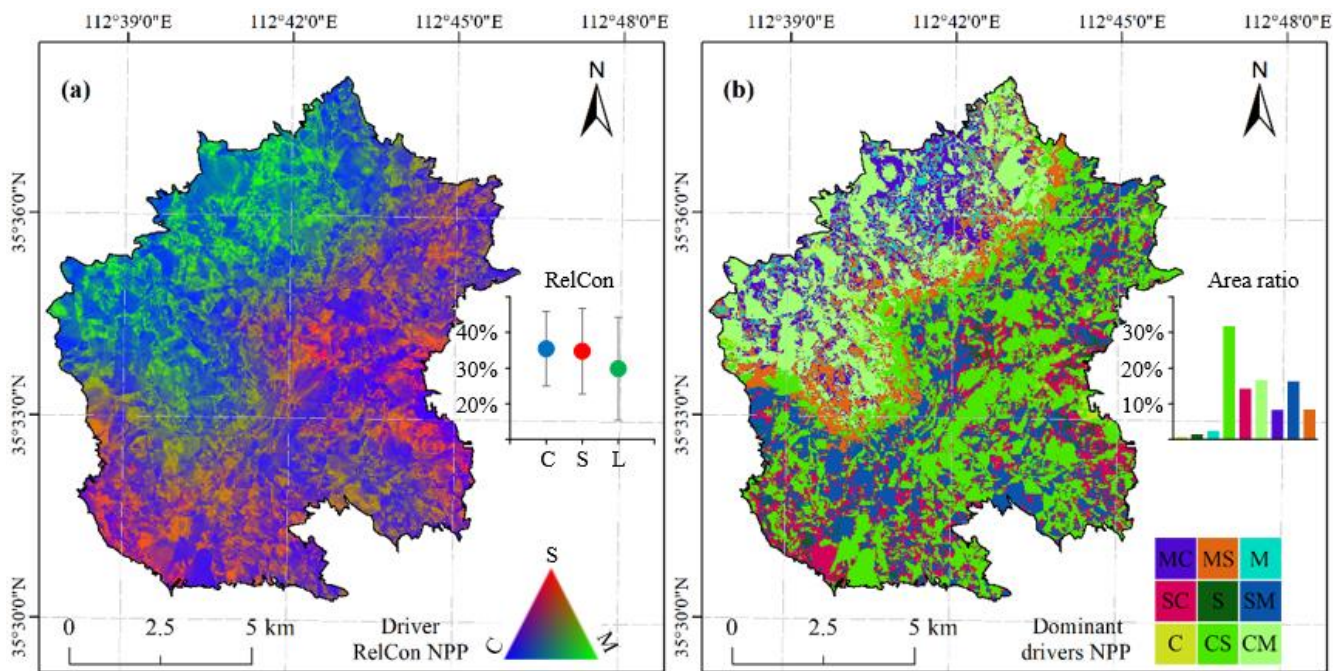 112°39'0"E 112°42'0"E 112°45'0"E 112°48'0"E
112°39'0"E 112°42'0"E 112°45'0"E 112°48'0"E
(a)
N
35°36'0"N
35°33'0"N
35°30'0"N
RelCon
40%
30%
20%
C S L
S
C
M
0 2.5 5 km
Driver
RelCon NPP
(b)
N
35°36'0"N
35°33'0"N
35°30'0"N
Area ratio
30%
20%
10%
MC MS M
SC S SM
C CS CM
0 2.5 5 km
Dominant
drivers NPP